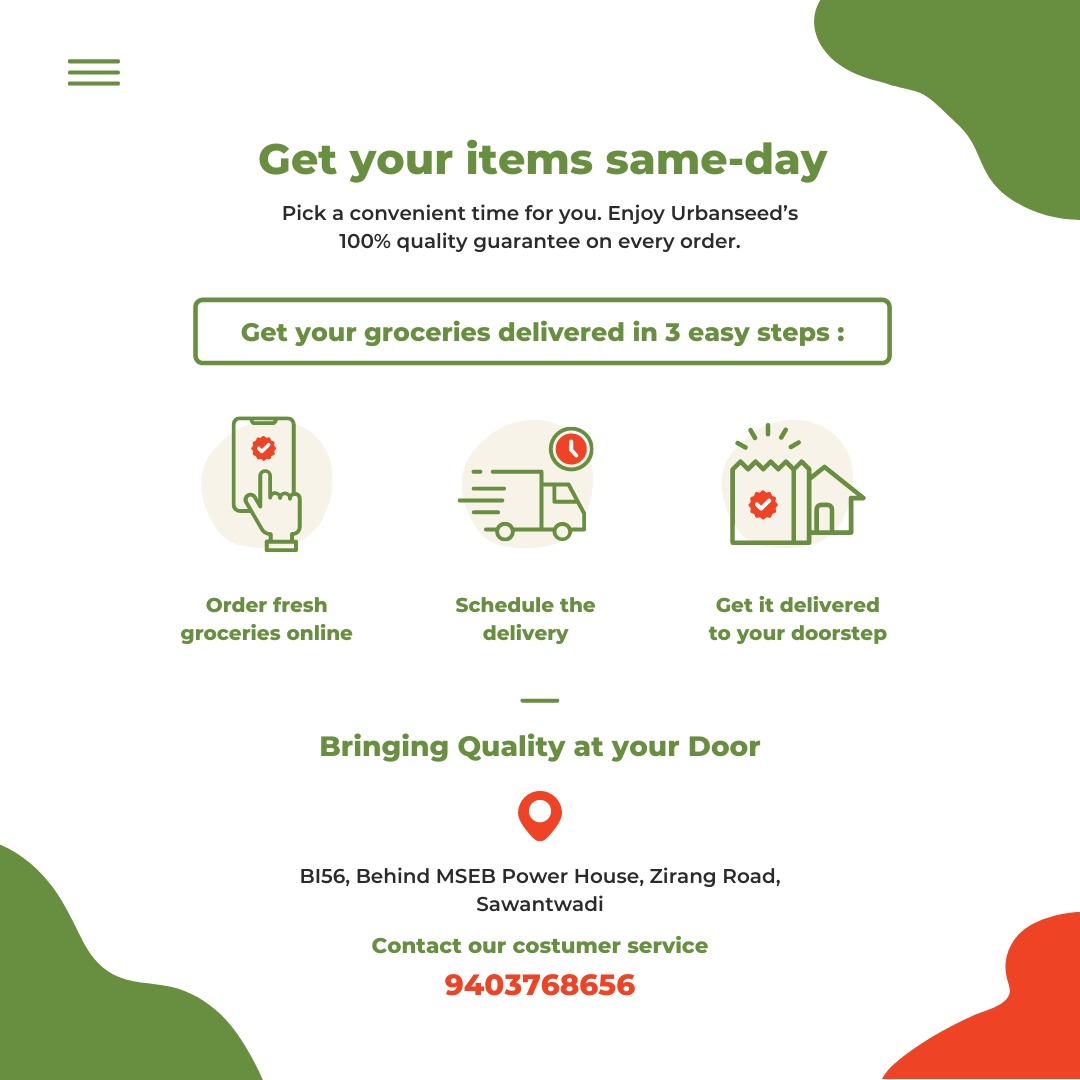 Get your items same-day
Pick a convenient time for you. Enjoy Urbanseed’s
100% quality guarantee on every order.
Get your groceries delivered in 3 easy steps :
Order fresh
groceries online
Schedule the
delivery
Get it delivered
to your doorstep
Bringing Quality at your Door
BI56, Behind MSEB Power House, Zirang Road,
Sawantwadi
Contact our costumer service
9403768656